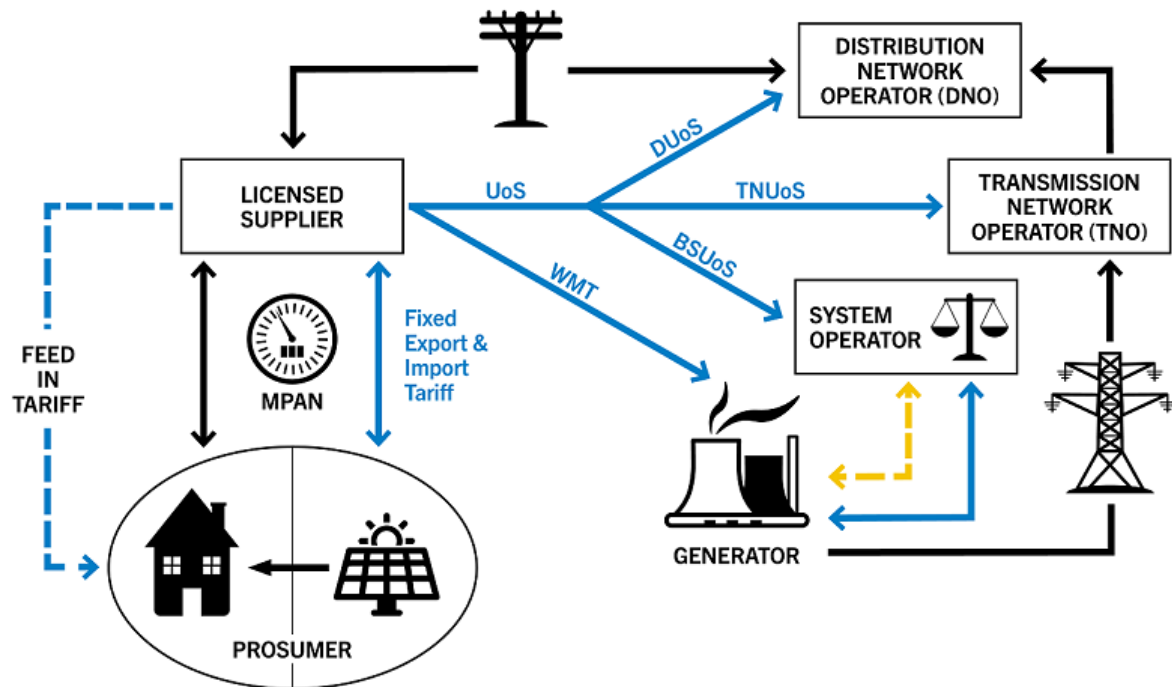 DISTRIBUTION
NETWORK
OPERATOR (DNO)
DUoS
LICENSED
SUPPLIER
UoS
TNUoS
TRANSMISSION
NETWORK
OPERATOR (TNO)
BSUoS
WMT
SYSTEM
OPERATOR
Fixed
Export &
Import
Tariff
FEED
IN
TARIFF
MPAN
GENERATOR
PROSUMER